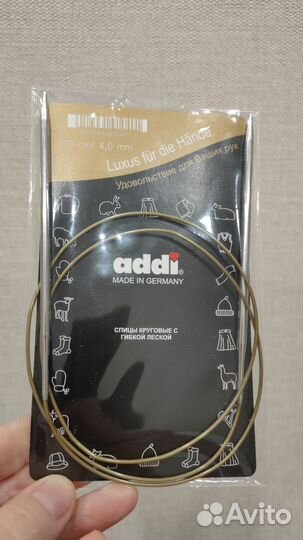 cm/ 4,0 mm
Luxus für die Hände
Удовольствие для Ваших рук
addi
MADE IN GERMANY
СПИЦЫ КРУГОВЫЕ С
ГИБКОЙ ЛЕСКОЙ
Avito